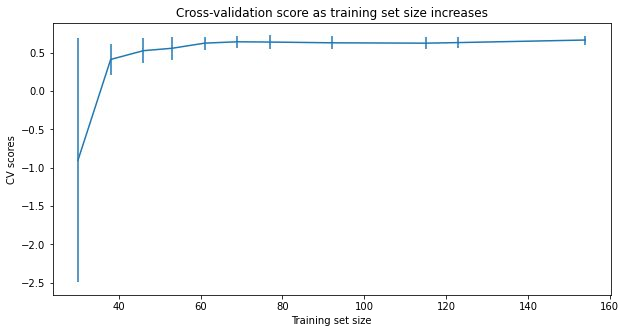 Cross-validation score as training set size increases
CV scores
0.5
0.0
−0.5
−1.0
−1.5
−2.0
−2.5
40 60 80 100 120 140 160
Training set size